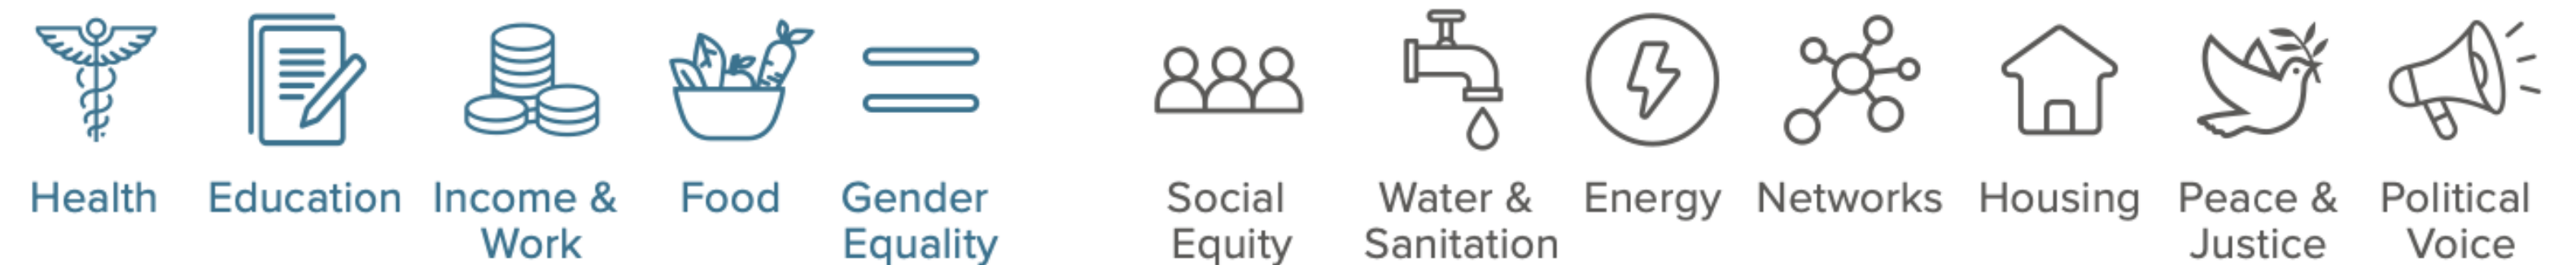 Health
Education
Income &
Work
Food
Gender
Equality
Social
Equity
Water &
Sanitation
Energy
Networks
Housing
Peace &
Justice
Political
Voice